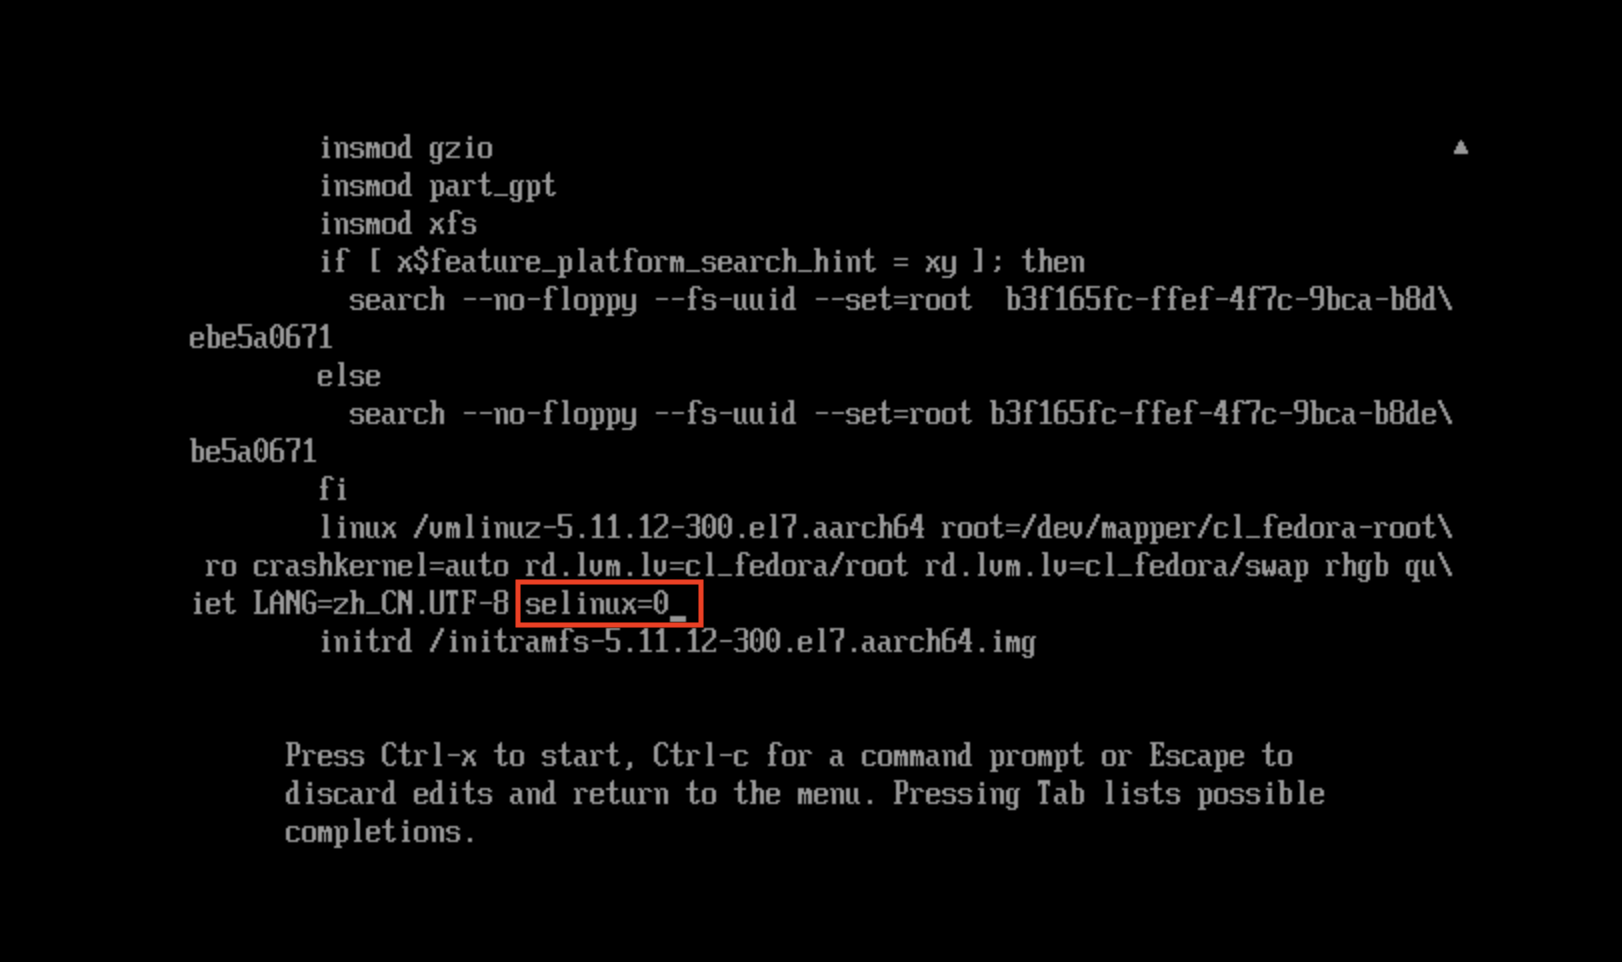 insmod gzio
insmod part_gpt
insmod xfs
if [ x$feature_platform_search_hint = xy ]; then
search --no-floppy --fs-uuid --set=root  b3f165fc-ffef-4f7c-9bca-b8d\
ebe5a0671
else
search --no-floppy --fs-uuid --set=root b3f165fc-ffef-4f7c-9bca-b8de\
be5a0671
fi
linux /vmlinuz-5.11.12-300.el7.aarch64 root=/dev/mapper/cl_fedora-root\
ro crashkernel=auto rd.lvm.lv=cl_fedora/root rd.lvm.lv=cl_fedora/swap rhgb qu\
iet LANG=zh_CN.UTF-8 selinux=0_
initrd /initramfs-5.11.12-300.el7.aarch64.img
Press Ctrl-x to start, Ctrl-c for a command prompt or Escape to
discard edits and return to the menu. Pressing Tab lists possible
completions.